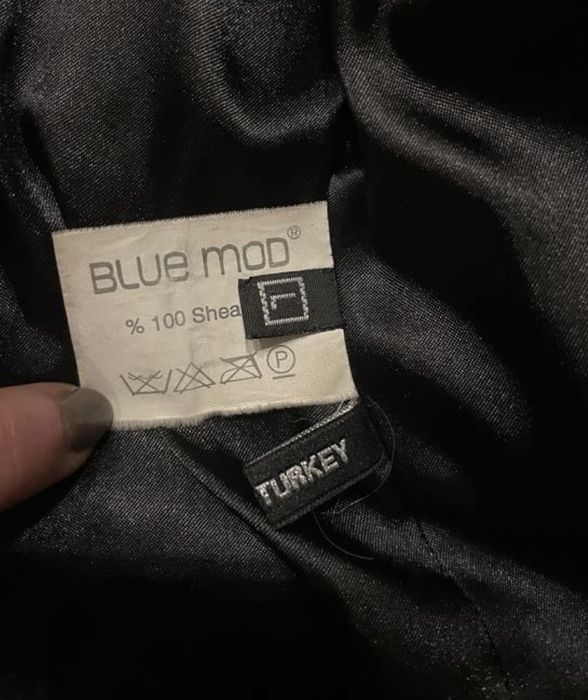 BLUE MOD®
% 100 Shea
L
P
TURKEY